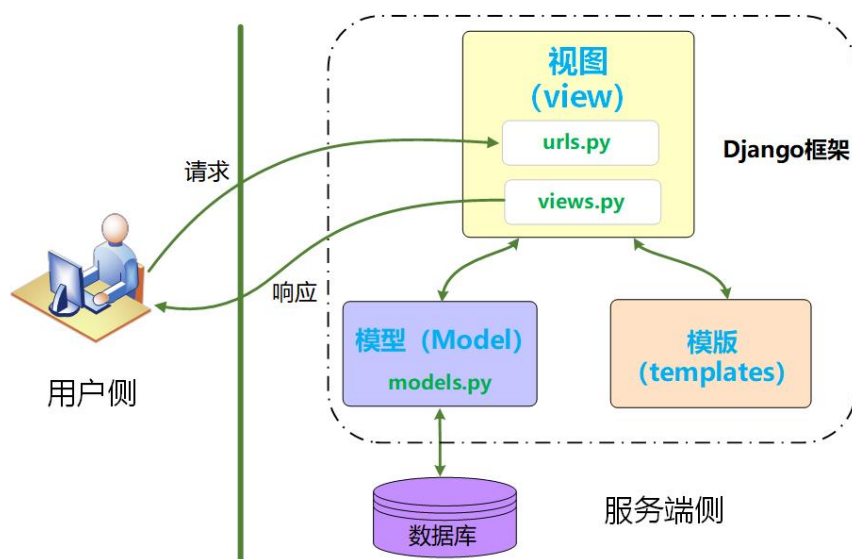 视图
(view)
urls.py
Django框架
请求
views.py
响应
模型（Model）
models.py
模版
(templates)
用户侧
服务端侧
数据库